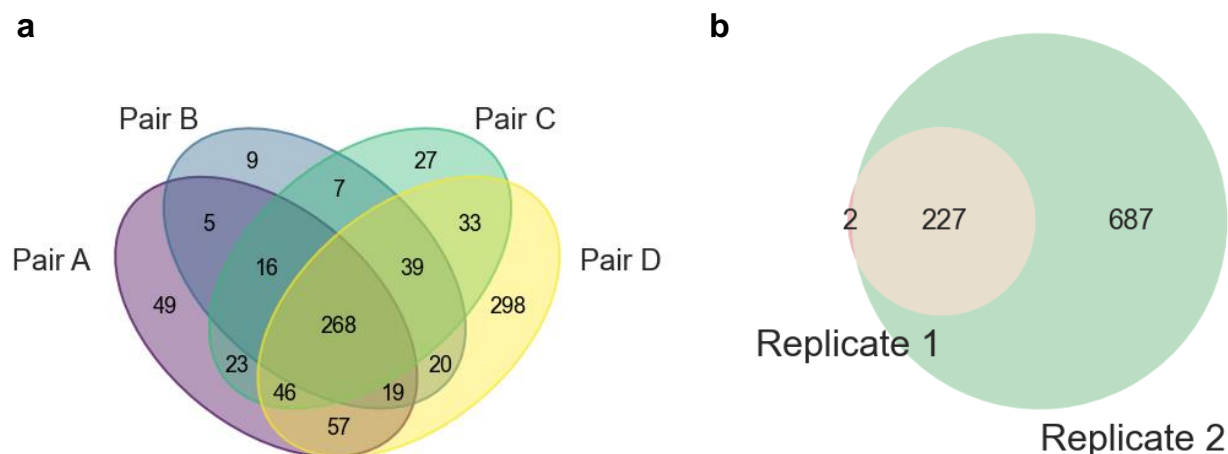 a
Pair B
Pair C
9
27
7
5
33
Pair A
16
39
Pair D
49
298
268
23
20
46
19
57
b
2
227
687
Replicate 1
Replicate 2